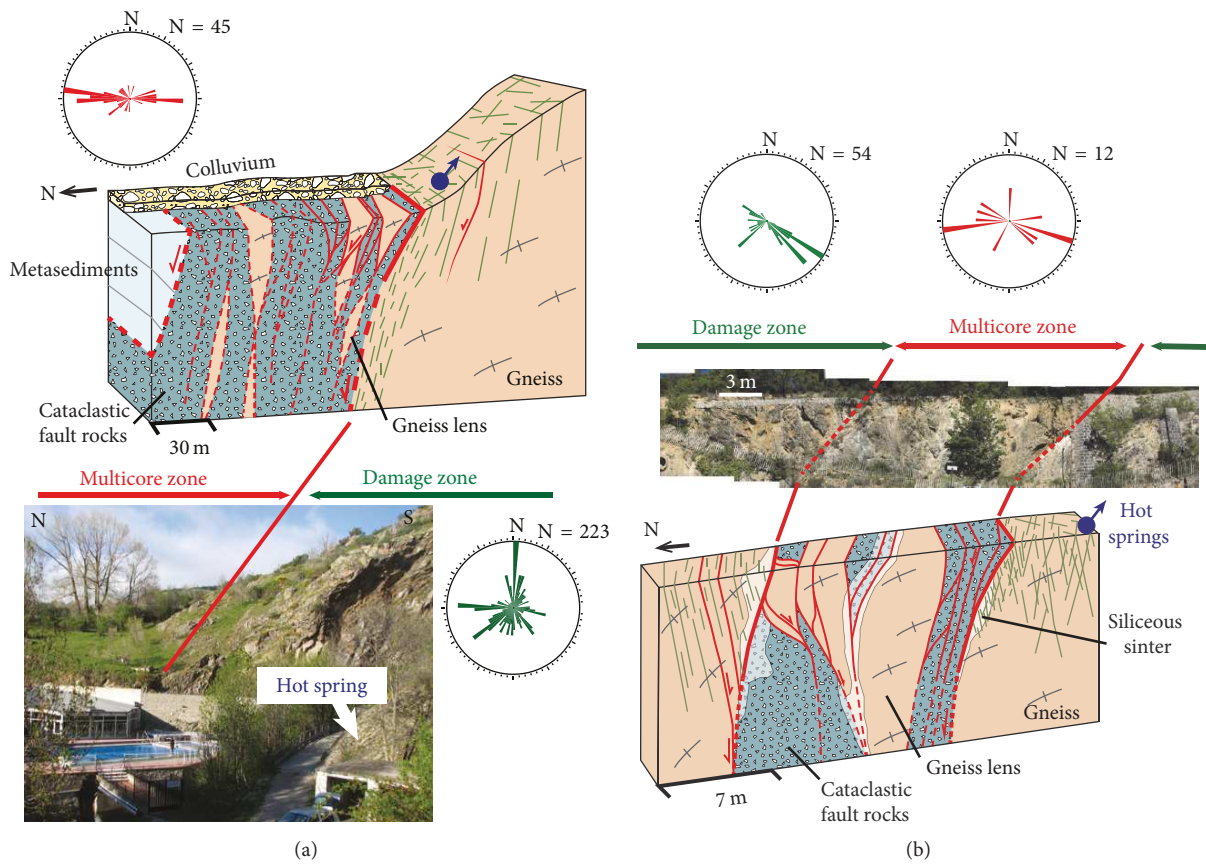 N
N = 45
Colluvium
N
Metasediments
Gneiss
Cataclastic
fault rocks
Gneiss lens
30 m
Multicore zone
Damage zone
N
S
Hot spring
N
N = 223
(a)
N
N = 54
N
N = 12
Damage zone
Multicore zone
3 m
N
Hot
springs
Siliceous
sinter
Gneiss
Gneiss lens
Cataclastic
fault rocks
7 m
(b)